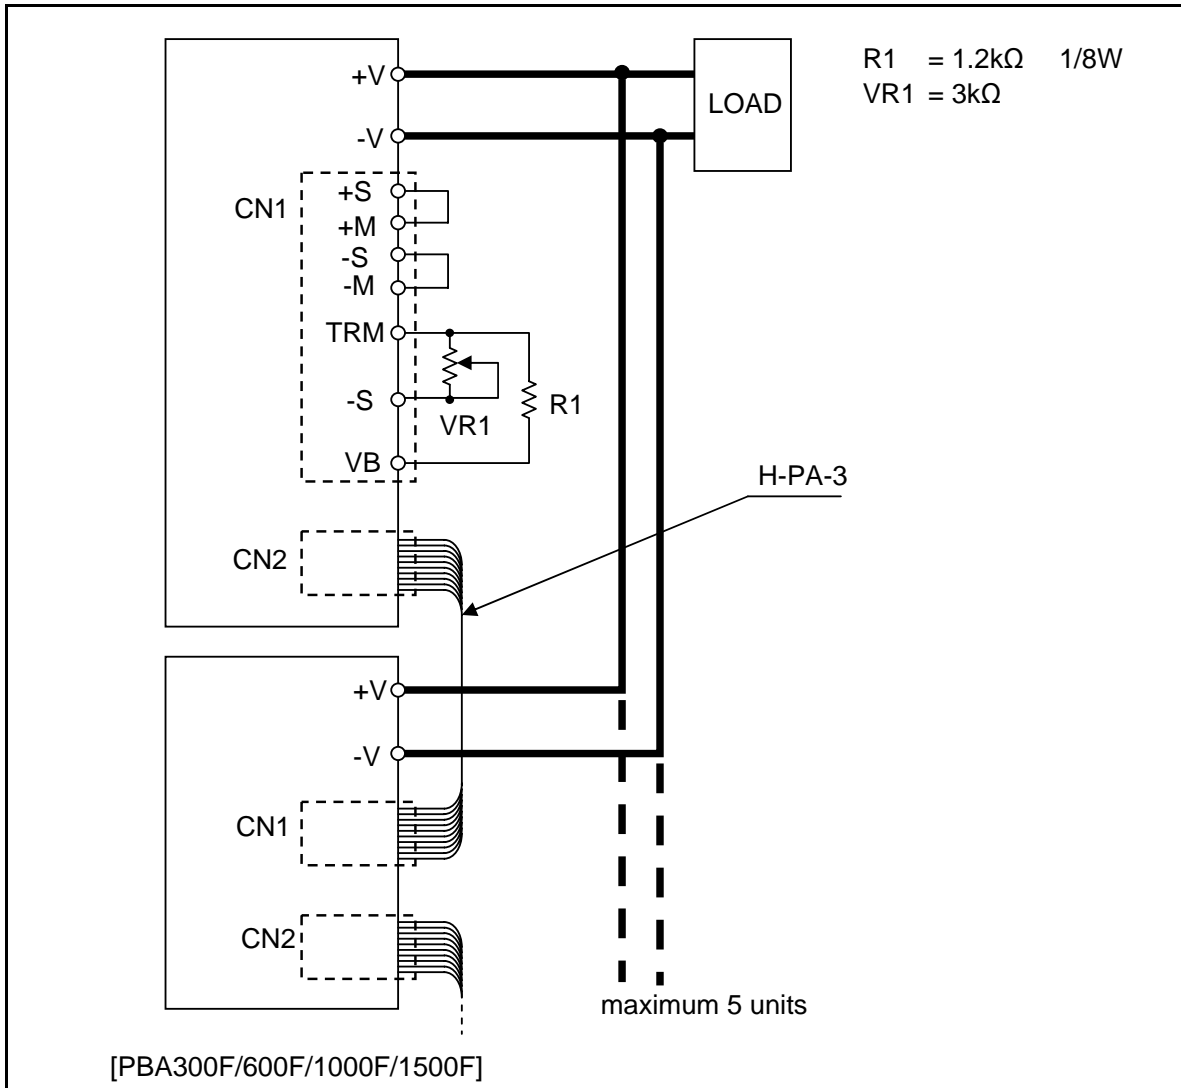 +V
-V
LOAD
R1 = 1.2kΩ 1/8W
VR1 = 3kΩ
CN1
+S
+M
-S
-M
TRM
-S
VB
VR1
R1
H-PA-3
CN2
+V
-V
CN1
CN2
maximum 5 units
[PBA300F/600F/1000F/1500F]